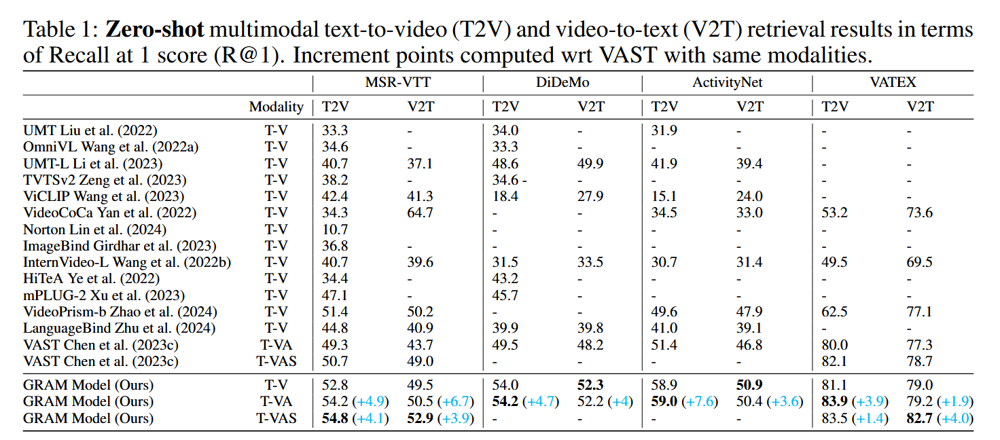 Table 1: Zero-shot multimodal text-to-video (T2V) and video-to-text (V2T) retrieval results in terms
of Recall at 1 score (R@1). Increment points computed wrt VAST with same modalities.
MSR-VTT DiDeMo ActivityNet VATEX
Modality T2V V2T T2V V2T T2V V2T T2V V2T
UMT Liu et al. (2022) T-V 33.3 - 34.0 - 31.9 - - -
OmniVL Wang et al. (2022a) T-V 34.6 - 33.3 - - - - -
UMT-L Li et al. (2023) T-V 40.7 37.1 48.6 49.9 41.9 39.4 - -
TVTSv2 Zeng et al. (2023) T-V 38.2 - 34.6 - - - - - -
ViCLIP Wang et al. (2023) T-V 42.4 41.3 18.4 27.9 15.1 24.0 - -
VideoCoCa Yan et al. (2022) T-V 34.3 64.7 - - 34.5 33.0 53.2 73.6
Norton Lin et al. (2024) T-V 10.7 - - - - - -
ImageBind Girdhar et al. (2023) T-V 36.8 - - - - - - -
InternVideo-L Wang et al. (2022b) T-V 40.7 39.6 31.5 33.5 30.7 31.4 49.5 69.5
HiTeA Ye et al. (2022) T-V 34.4 - 43.2 - - - - -
mPLUG-2 Xu et al. (2023) T-V 47.1 - 45.7 - - - - -
VideoPrism-b Zhao et al. (2024) T-V 51.4 50.2 - - 49.6 47.9 62.5 77.1
LanguageBind Zhu et al. (2024) T-V 44.8 40.9 39.9 39.8 41.0 39.1 - -
VAST Chen et al. (2023c) T-VA 49.3 43.7 49.5 48.2 51.4 46.8 80.0 77.3
VAST Chen et al. (2023c) T-VAS 50.7 49.0 - - - - 82.1 78.7
GRAM Model (Ours) T-V 52.8 49.5 54.0 52.3 58.9 50.9 81.1 79.0
GRAM Model (Ours) T-VA 54.2 (+4.9) 50.5 (+6.7) 54.2 (+4.7) 52.2 (+4) 59.0 (+7.6) 50.4 (+3.6) 83.9 (+3.9) 79.2 (+1.9)
GRAM Model (Ours) T-VAS 54.8 (+4.1) 52.9 (+3.9) - - - - 83.5 (+1.4) 82.7 (+4.0)